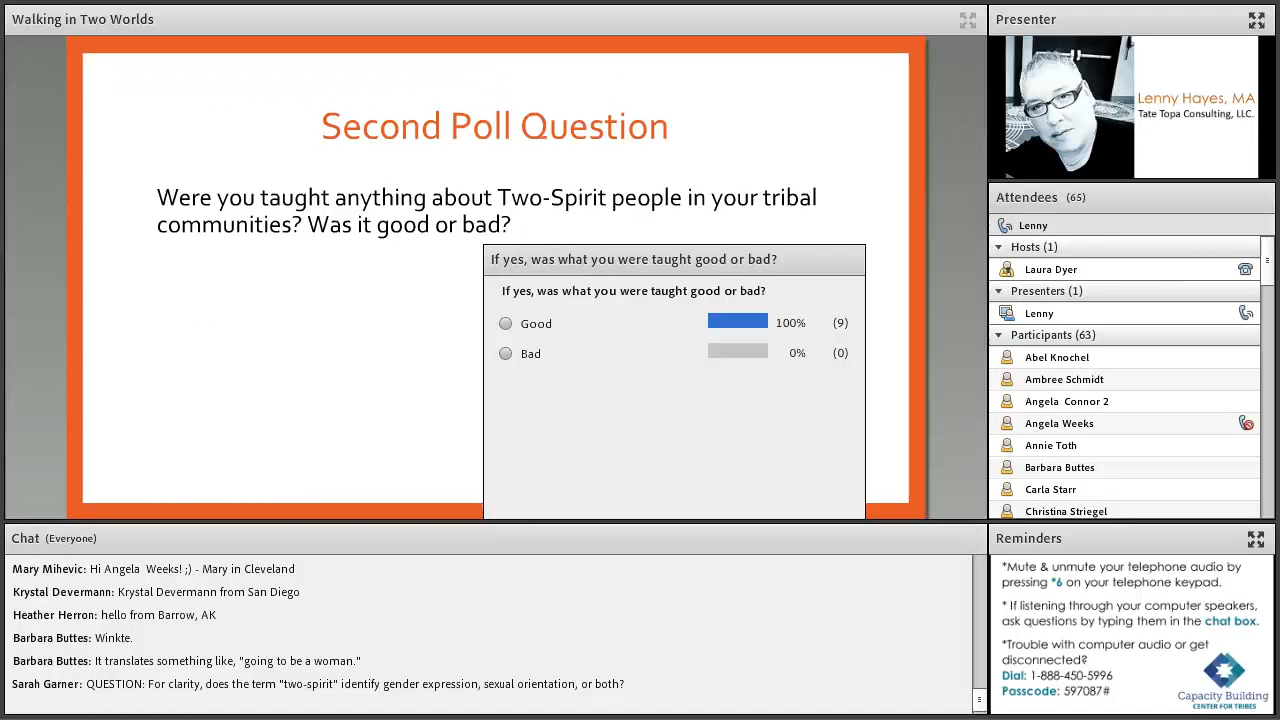 Walking in Two Worlds
Second Poll Question
Were you taught anything about Two-Spirit people in your tribal
communities? Was it good or bad?
If yes, was what you were taught good or bad?
If yes, was what you were taught good or bad?
Good 100% (9)
Bad 0% (0)
Presenter
Lenny Hayes, MA
Tate Topa Consulting, LLC.
Attendees (65)
Lenny
Hosts (1)
Laura Dyer
Presenters (1)
Lenny
Participants (63)
Abel Knochel
Ambree Schmidt
Angela Connor 2
Angela Weeks
Annie Toth
Barbara Buttes
Carla Starr
Christina Striegel
Chat (Everyone)
Mary Mihevic: Hi Angela Weeks! ;) - Mary in Cleveland
Krystal Devermann: Krystal Devermann from San Diego
Heather Herron: hello from Barrow, AK
Barbara Buttes: Winkte.
Barbara Buttes: It translates something like, "going to be a woman."
Sarah Garner: QUESTION: For clarity, does the term "two-spirit" identify gender expression, sexual orientation, or both?
Reminders
*Mute & unmute your telephone audio by
pressing *6 on your telephone keypad.
* If listening through your computer speakers,
ask questions by typing them in the chat box.
*Trouble with computer audio or get
disconnected?
Dial: 1-888-450-5996
Passcode: 597087#
Capacity Building
CENTER FOR TRIBES